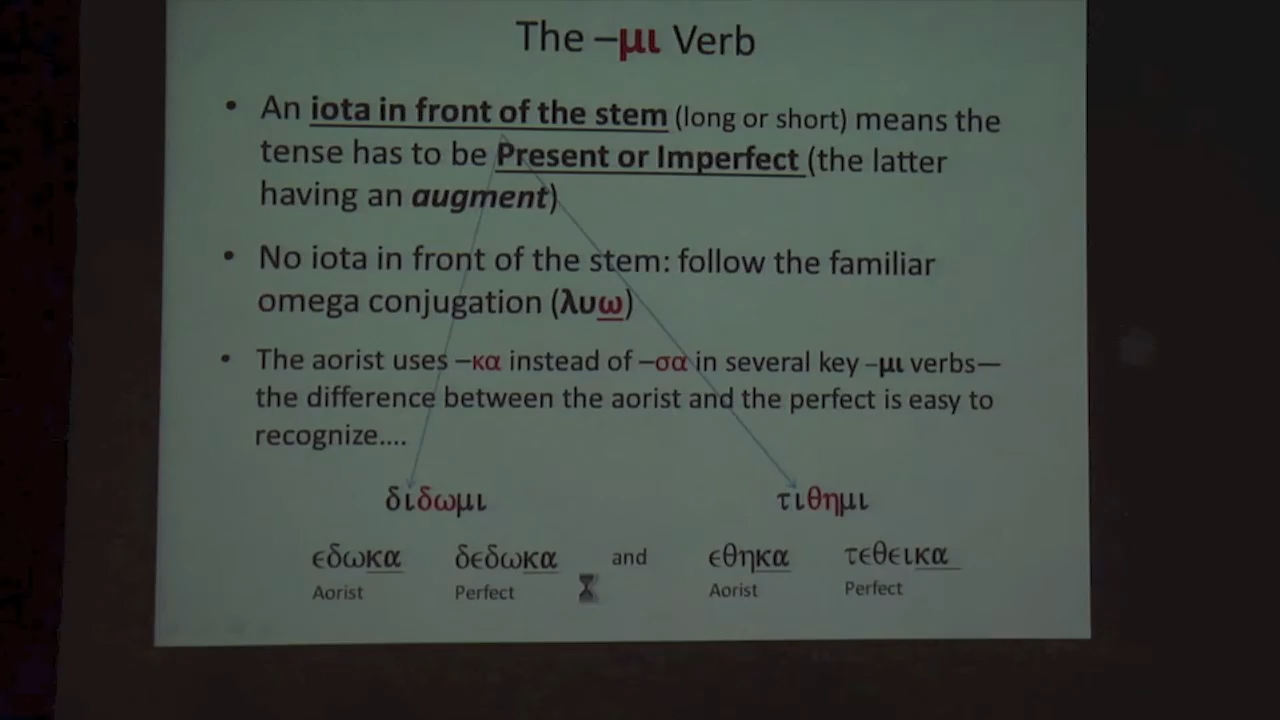 The –μι Verb
• An iota in front of the stem (long or short) means the
tense has to be Present or Imperfect (the latter
having an augment)
• No iota in front of the stem: follow the familiar
omega conjugation (λυω)
• The aorist uses –κα instead of –σα in several key –μι verbs—
the difference between the aorist and the perfect is easy to
recognize....
διδωμι τιθημι
εδωκα δεδωκα and εθηκα τεθεικα
Aorist Perfect Aorist Perfect